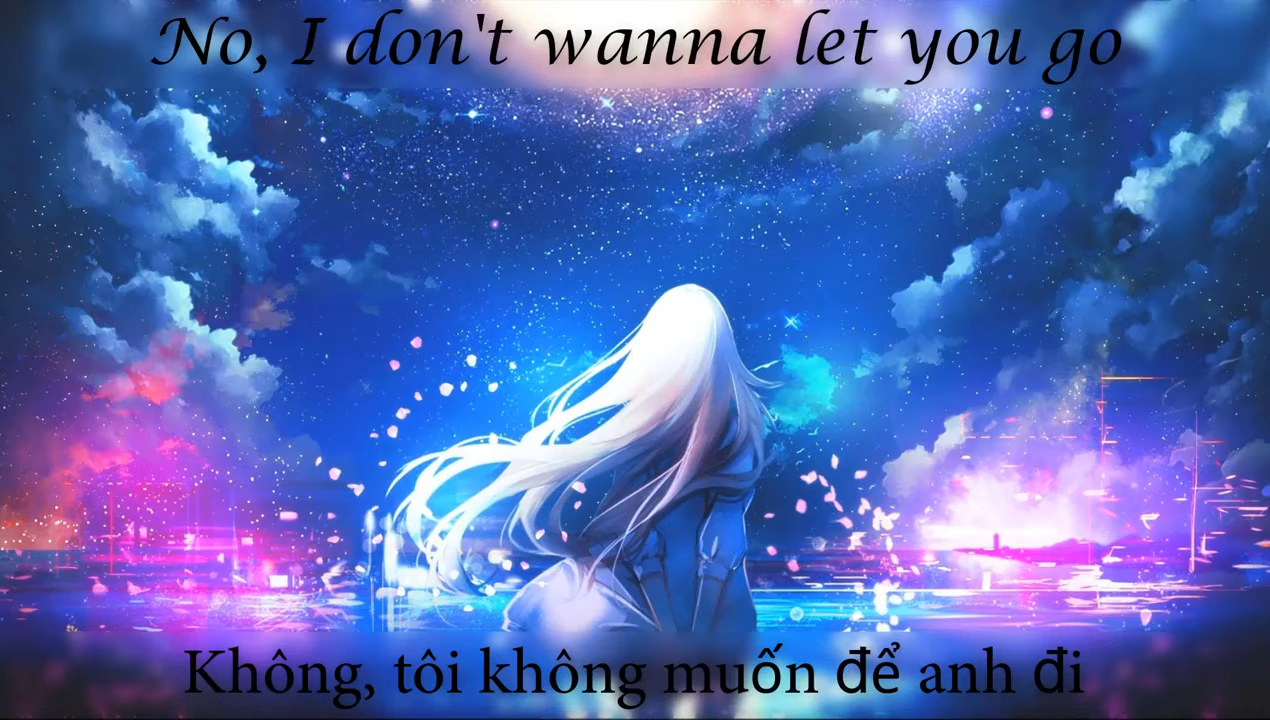 No, I don't wanna let you go
Không, tôi không muốn để anh đi